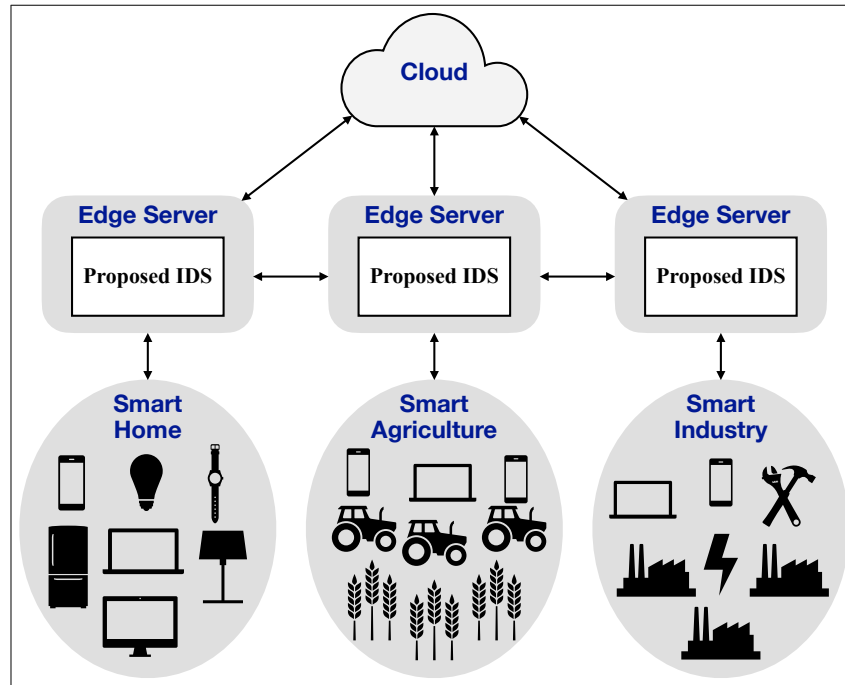 Cloud
Edge Server
Proposed IDS
Edge Server
Proposed IDS
Edge Server
Proposed IDS
Smart
Home
Smart
Agriculture
Smart
Industry